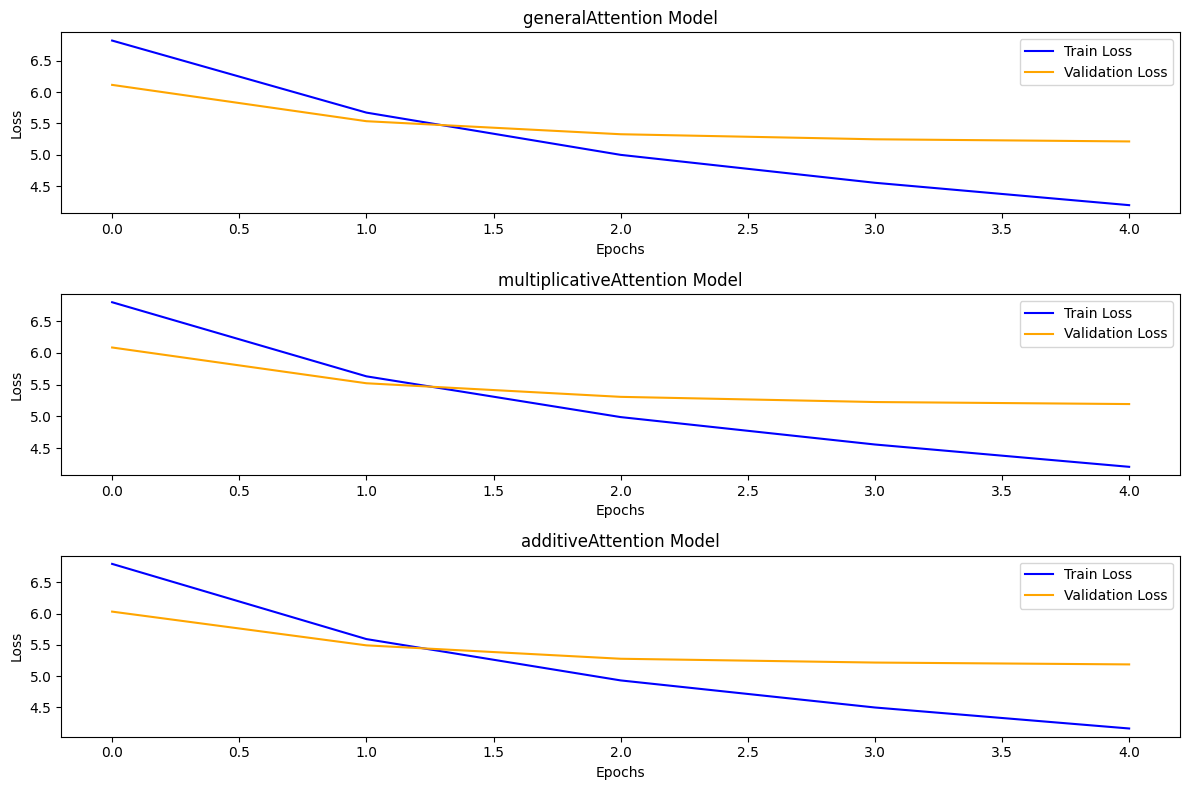 generalAttention Model
Train Loss
Validation Loss
6.5
6.0
5.5
5.0
4.5
Loss
0.0 0.5 1.0 1.5 2.0 2.5 3.0 3.5 4.0
Epochs
multiplicativeAttention Model
Train Loss
Validation Loss
6.5
6.0
5.5
5.0
4.5
Loss
0.0 0.5 1.0 1.5 2.0 2.5 3.0 3.5 4.0
Epochs
additiveAttention Model
Train Loss
Validation Loss
6.5
6.0
5.5
5.0
4.5
Loss
0.0 0.5 1.0 1.5 2.0 2.5 3.0 3.5 4.0
Epochs